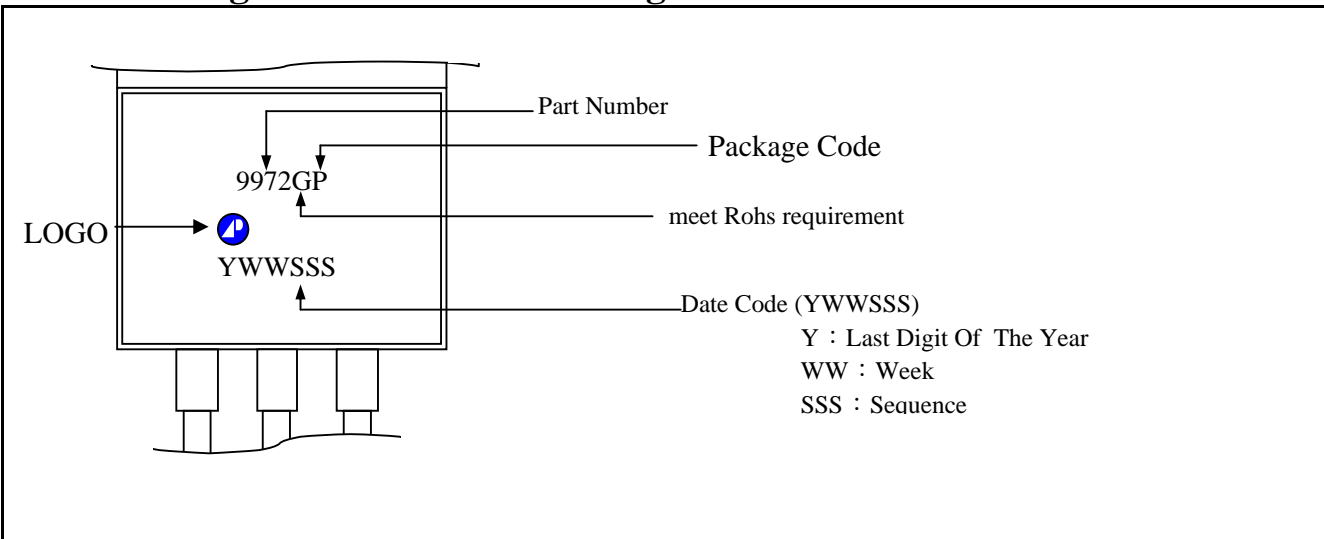 Part Number
Package Code
9972GP
meet Rohs requirement
LOGO
YWWSSS
Date Code (YWWSSS)
Y：Last Digit Of The Year
WW：Week
SSS：Sequence